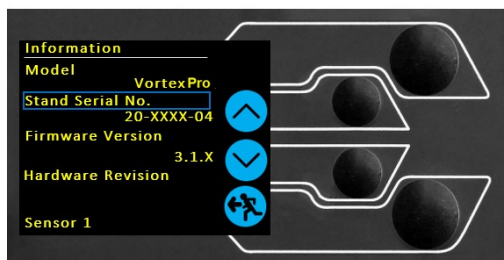 Information
Model
VortexPro
Stand Serial No.
20-XXXX-04
Firmware Version
3.1.X
Hardware Revision
Sensor 1